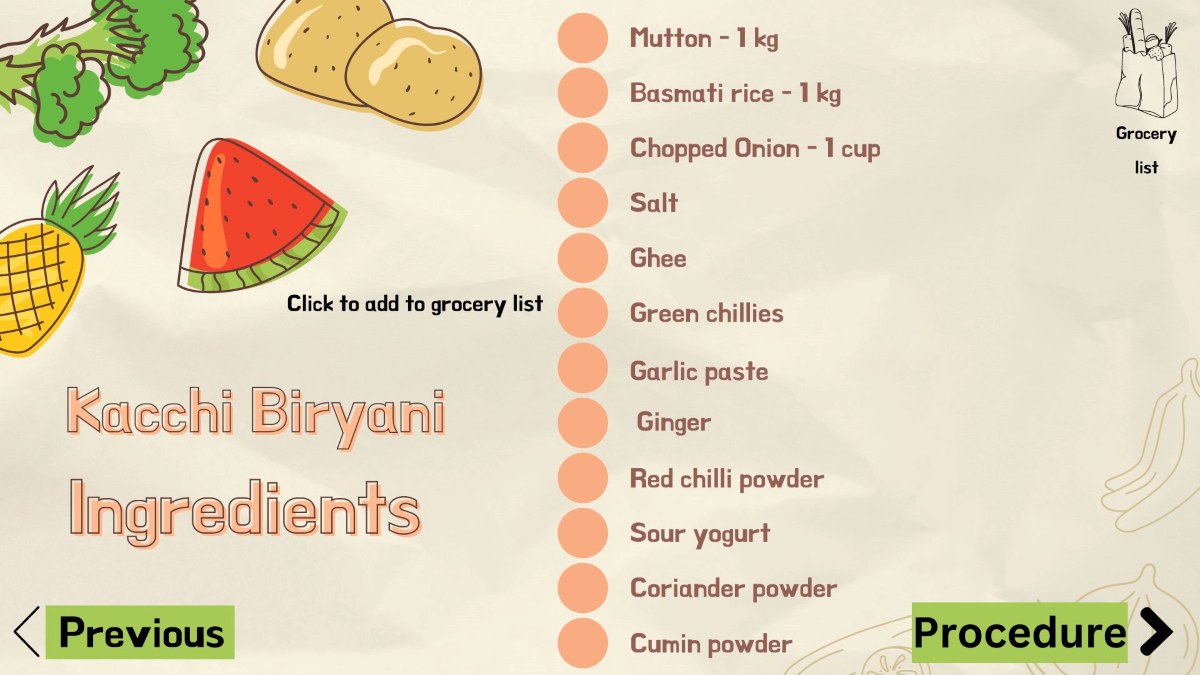 Mutton - 1 kg
Basmati rice - 1 kg
Chopped Onion - 1 cup
Salt
Ghee
Green chillies
Garlic paste
Ginger
Red chilli powder
Sour yogurt
Coriander powder
Cumin powder
Grocery
list
Click to add to grocery list
Kacchi Biryani
Ingredients
Previous
Procedure